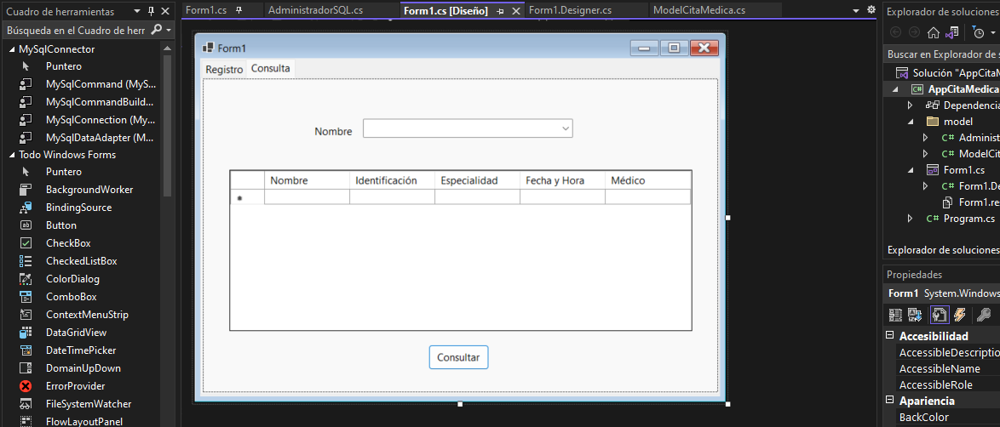 Cuadro de herramientas
Búsqueda en el Cuadro de herr
MySqlConnector
Puntero
MySqlCommand (MyS...
MySqlCommandBuild...
MySqlConnection (My...
MySqlDataAdapter (M...
Todo Windows Forms
Puntero
BackgroundWorker
BindingSource
Button
CheckBox
CheckedListBox
ColorDialog
ComboBox
ContextMenuStrip
DataGridView
DateTimePicker
DomainUpDown
ErrorProvider
FileSystemWatcher
FlowLayoutPanel
Form1.cs
AdministradorSQL.cs
Form1.cs [Diseño]
Form1.Designer.cs
ModelCitaMedica.cs
Form1
Registro Consulta
Nombre
Nombre Identificación Especialidad Fecha y Hora Médico
Consultar
Explorador de soluciones
Buscar en Explorador de s
Solución "AppCitaM
AppCitaMedica
Dependencia
model
C# Administ
C# ModelCit
Form1.cs
C# Form1.De
Form1.re
C# Program.cs
Explorador de soluciones
Propiedades
Form1 System.Windows
Accesibilidad
AccessibleDescriptio
AccessibleName
AccessibleRole
Apariencia
BackColor